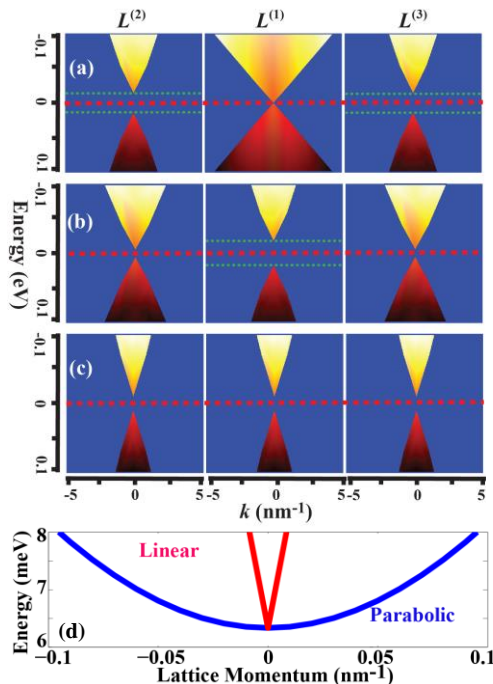 L(2) L(1) L(3)
-0.1
(a)
0
0.1
-0.1
(b)
0
0.1
-0.1
(c)
0
0.1
Energy (eV)
-5 0 5 -5 0 5 -5 0 5
k (nm-1)
8
Linear
7
Parabolic
6
(d)
Energy (meV)
−0.1 −0.05 0 0.05 0.1
Lattice Momentum (nm-1)